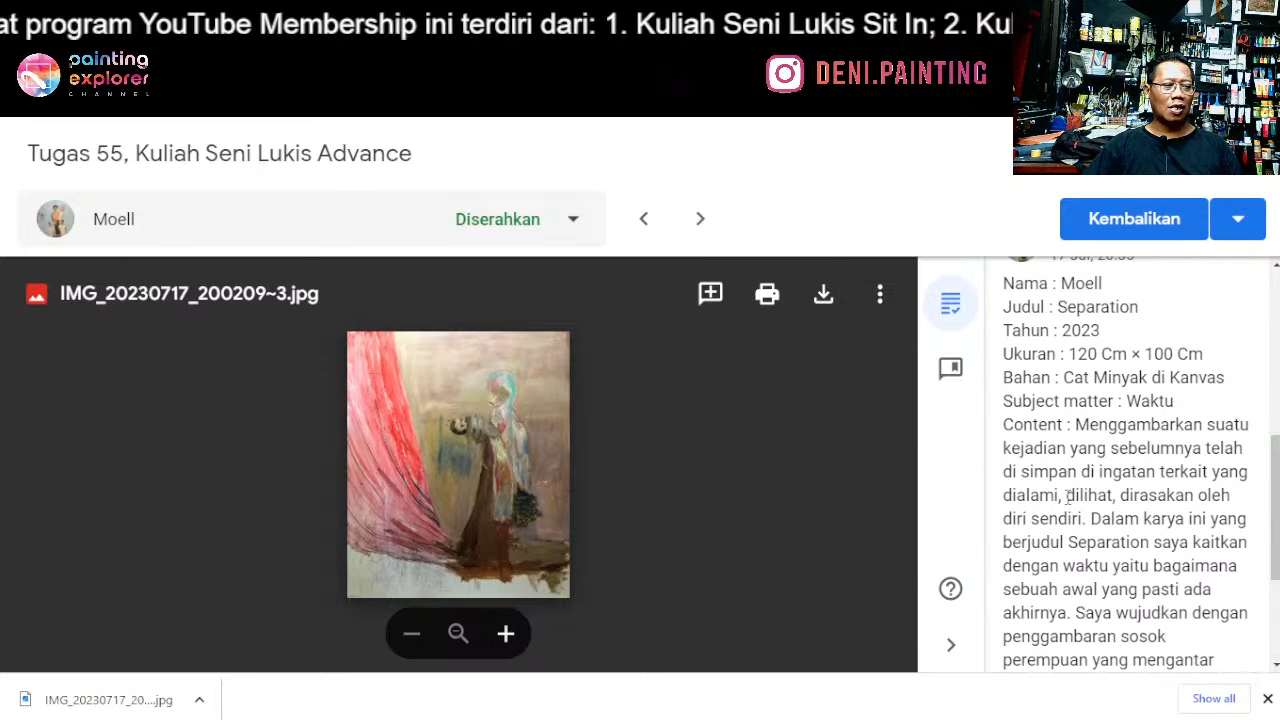 at program YouTube Membership ini terdiri dari: 1. Kuliah Seni Lukis Sit In; 2. Kul
painting
explorer
CHANNEL
DENI.PAINTING
Tugas 55, Kuliah Seni Lukis Advance
Moell
Diserahkan
Kembalikan
IMG_20230717_200209~3.jpg
Nama : Moell
Judul : Separation
Tahun : 2023
Ukuran : 120 Cm × 100 Cm
Bahan : Cat Minyak di Kanvas
Subject matter : Waktu
Content : Menggambarkan suatu
kejadian yang sebelumnya telah
di simpan di ingatan terkait yang
dialami, dilihat, dirasakan oleh
diri sendiri. Dalam karya ini yang
berjudul Separation saya kaitkan
dengan waktu yaitu bagaimana
sebuah awal yang pasti ada
akhirnya. Saya wujudkan dengan
penggambaran sosok
perempuan yang mengantar
IMG_20230717_20....jpg
Show all